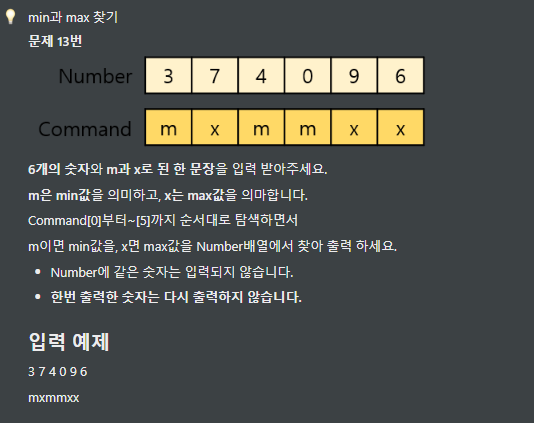 min과 max 찾기
문제 13번
Number 3 7 4 0 9 6
Command m x m m x x
6개의 숫자와 m과 x로 된 한 문장을 입력 받아주세요.
m은 min값을 의미하고, x는 max값을 의마합니다.
Command[0]부터~[5]까지 순서대로 탐색하면서
m이면 min값을, x면 max값을 Number배열에서 찾아 출력 하세요.
• Number에 같은 숫자는 입력되지 않습니다.
• 한번 출력한 숫자는 다시 출력하지 않습니다.
입력 예제
3 7 4 0 9 6
mxmmxx